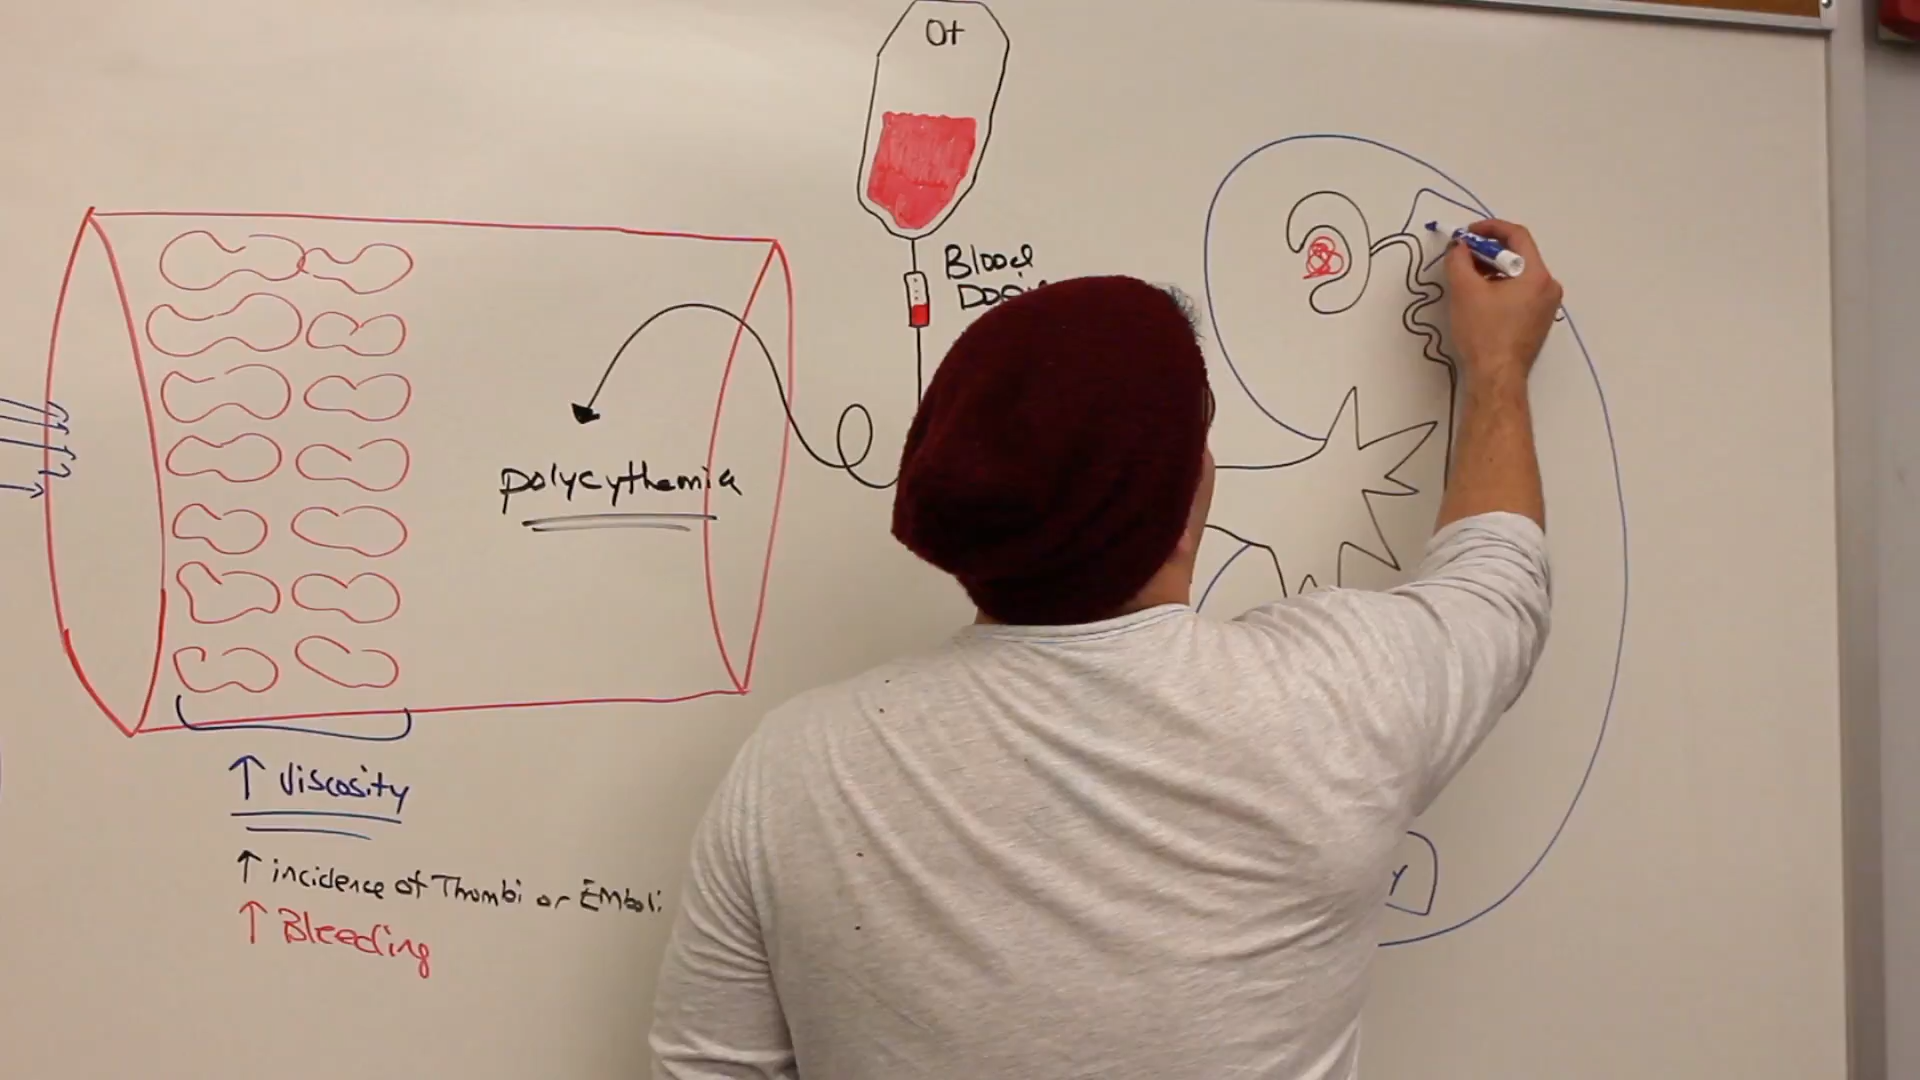 O+
Blood
polycythemia
↑ Viscosity
↑ incidence of Thrombi or Emboli
↑ Bleeding